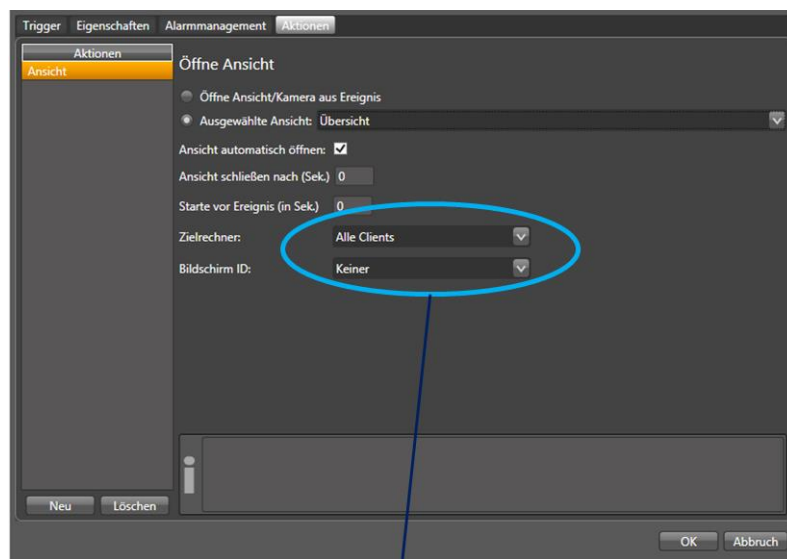 Trigger Eigenschaften Alarmmanagement Aktionen
Aktionen
Ansicht
Öffne Ansicht
Öffne Ansicht/Kamera aus Ereignis
Ausgewählte Ansicht: Übersicht
Ansicht automatisch öffnen:
Ansicht schließen nach (Sek.) 0
Starte vor Ereignis (in Sek.) 0
Zielrechner: Alle Clients
Bildschirm ID: Keiner
Neu Löschen
OK Abbruch